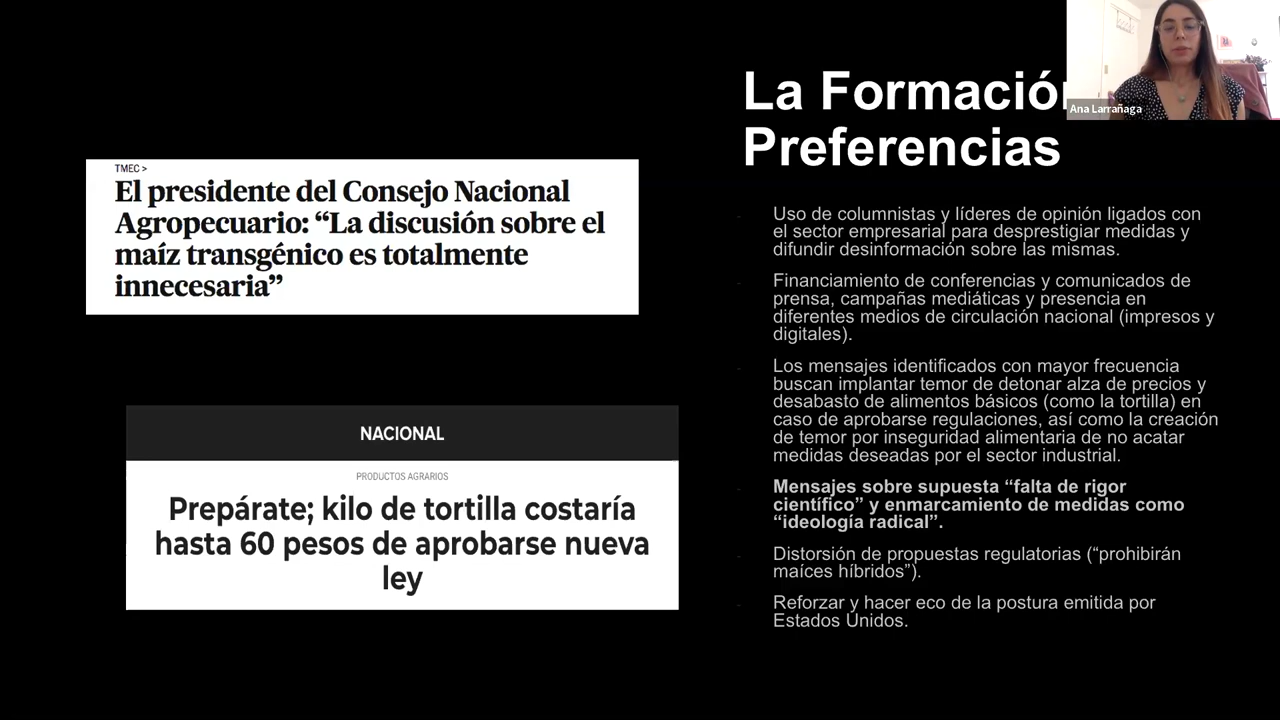 La Formación
Preferencias
Ana Larrañaga
TMEC >
El presidente del Consejo Nacional
Agropecuario: “La discusión sobre el
maíz transgénico es totalmente
innecesaria”
NACIONAL
PRODUCTOS AGRARIOS
Prepárate; kilo de tortilla costaría
hasta 60 pesos de aprobarse nueva
ley
- Uso de columnistas y líderes de opinión ligados con
el sector empresarial para desprestigiar medidas y
difundir desinformación sobre las mismas.
- Financiamiento de conferencias y comunicados de
prensa, campañas mediáticas y presencia en
diferentes medios de circulación nacional (impresos y
digitales).
- Los mensajes identificados con mayor frecuencia
buscan implantar temor de detonar alza de precios y
desabasto de alimentos básicos (como la tortilla) en
caso de aprobarse regulaciones, así como la creación
de temor por inseguridad alimentaria de no acatar
medidas deseadas por el sector industrial.
- Mensajes sobre supuesta “falta de rigor
científico” y enmarcamiento de medidas como
“ideología radical”.
- Distorsión de propuestas regulatorias (“prohibirán
maíces híbridos”).
- Reforzar y hacer eco de la postura emitida por
Estados Unidos.